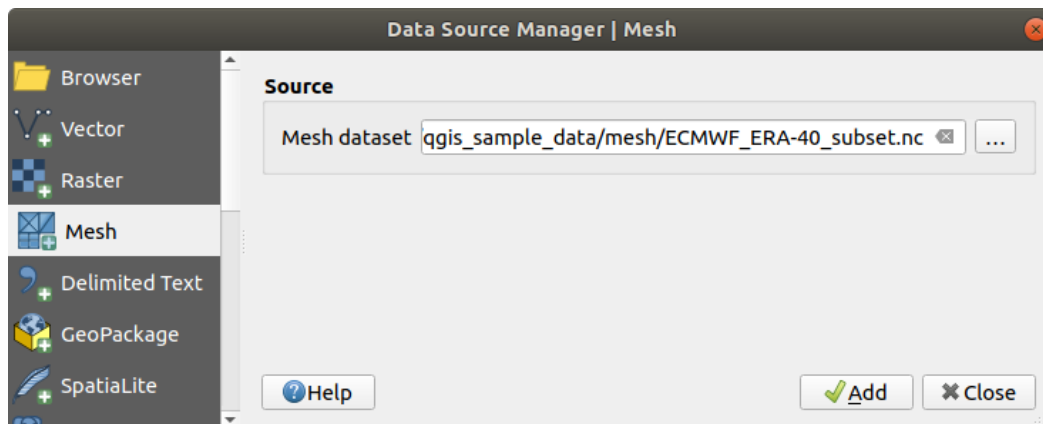 Data Source Manager | Mesh
Browser
Vector
Raster
Mesh
Delimited Text
GeoPackage
SpatiaLite
Source
Mesh dataset qgis_sample_data/mesh/ECMWF_ERA-40_subset.nc ...
Help
Add
Close